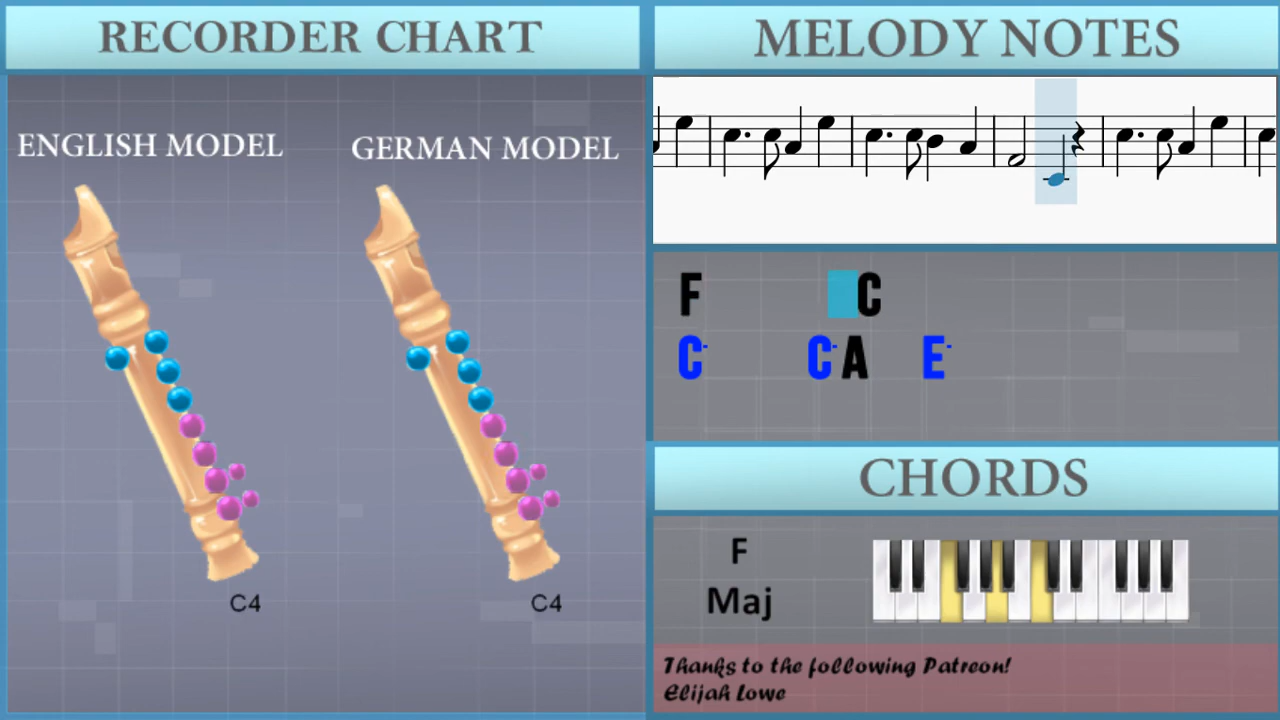 RECORDER CHART
ENGLISH MODEL
GERMAN MODEL
C4
C4
MELODY NOTES
F C
C- C- A E-
CHORDS
F
Maj
Thanks to the following Patreon!
Elijah Lowe